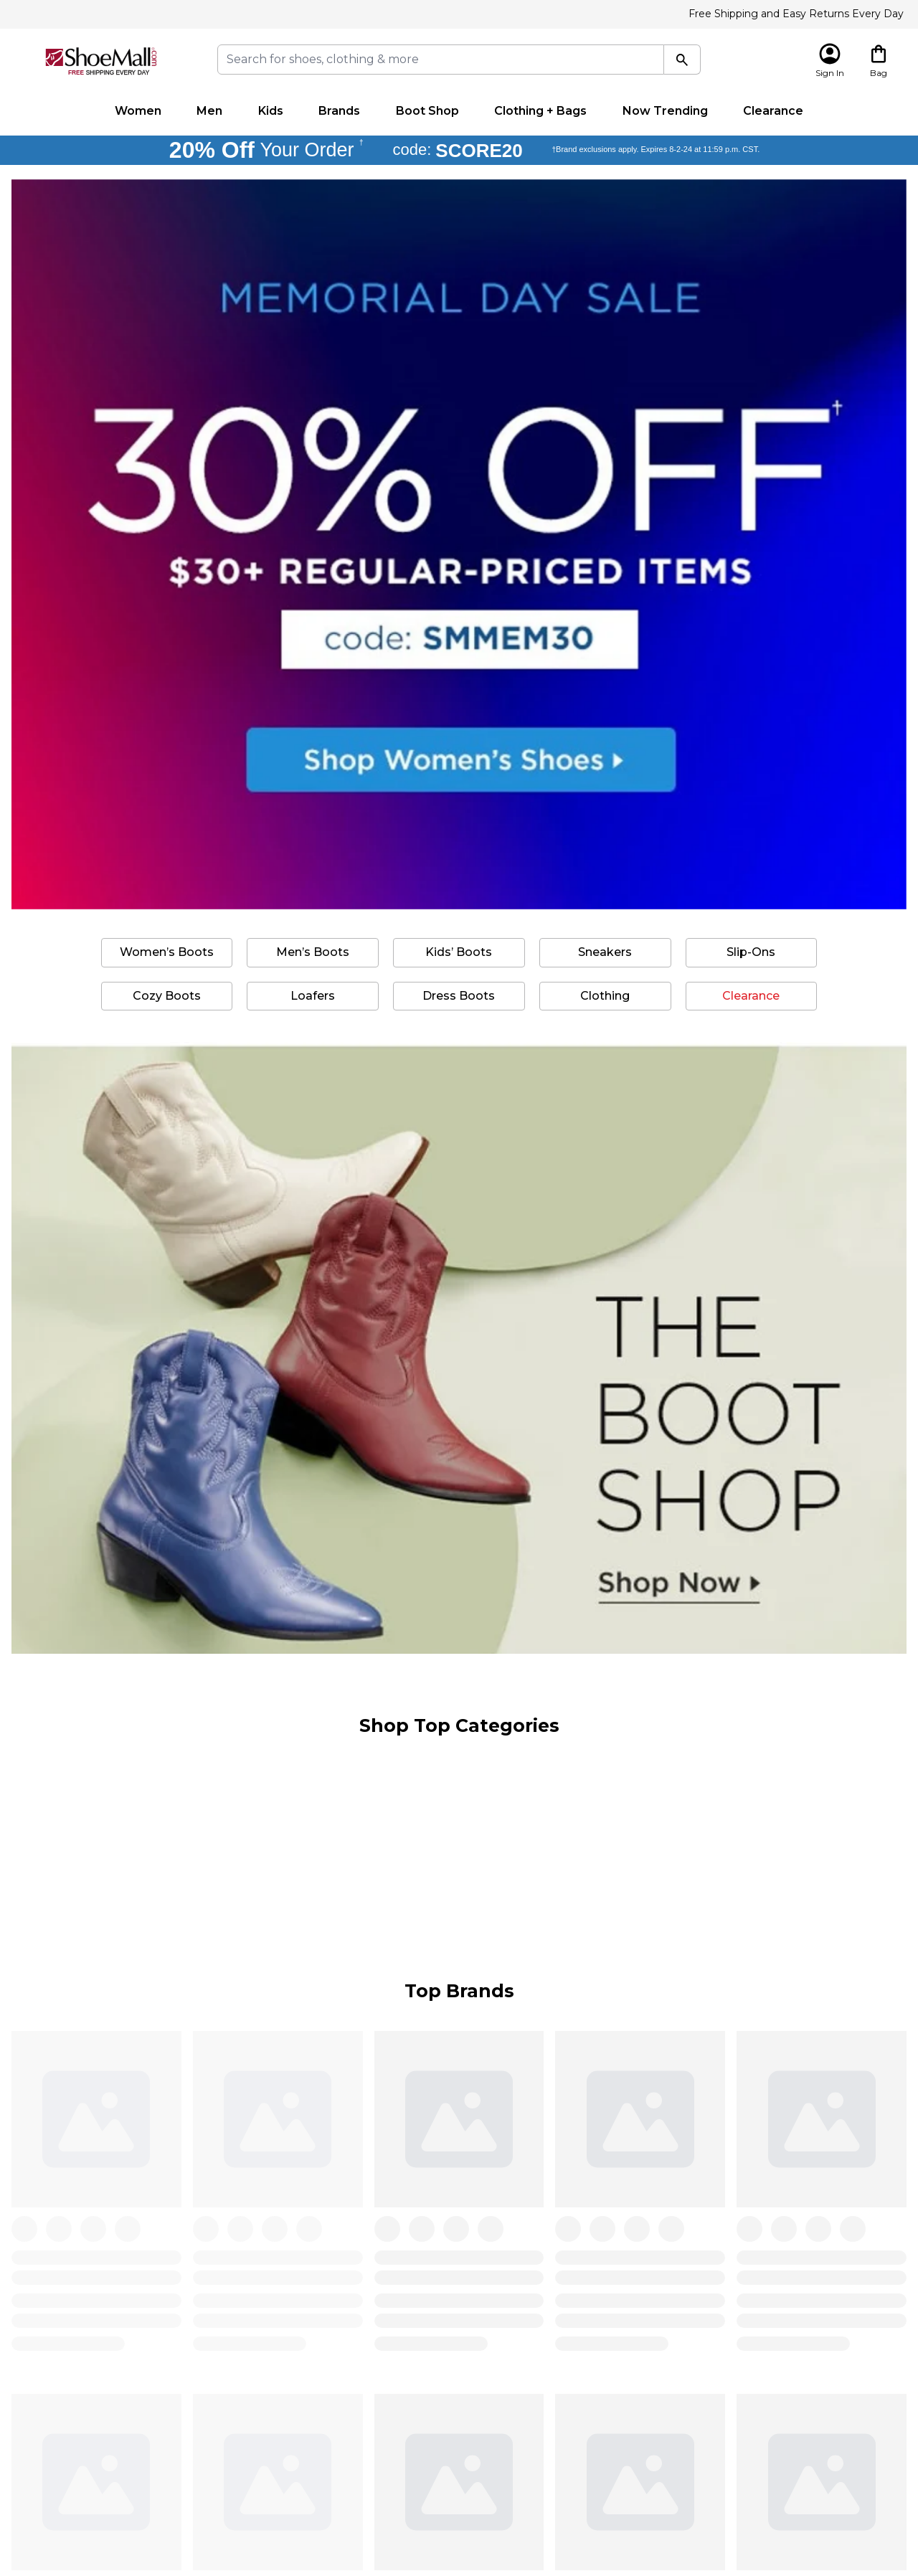 Free Shipping and Easy Returns Every Day
ShoeMall.com
FREE SHIPPING EVERY DAY
Search for shoes, clothing & more
Sign In
Bag
Women Men Kids Brands Boot Shop Clothing + Bags Now Trending Clearance
20% Off Your Order † code: SCORE20 †Brand exclusions apply. Expires 8-2-24 at 11:59 p.m. CST.
MEMORIAL DAY SALE
30% OFF†
$30+ REGULAR-PRICED ITEMS
code: SMMEM30
Shop Women's Shoes
Women's Boots Men's Boots Kids' Boots Sneakers Slip-Ons
Cozy Boots Loafers Dress Boots Clothing Clearance
THE
BOOT
SHOP
Shop Now
Shop Top Categories
Top Brands